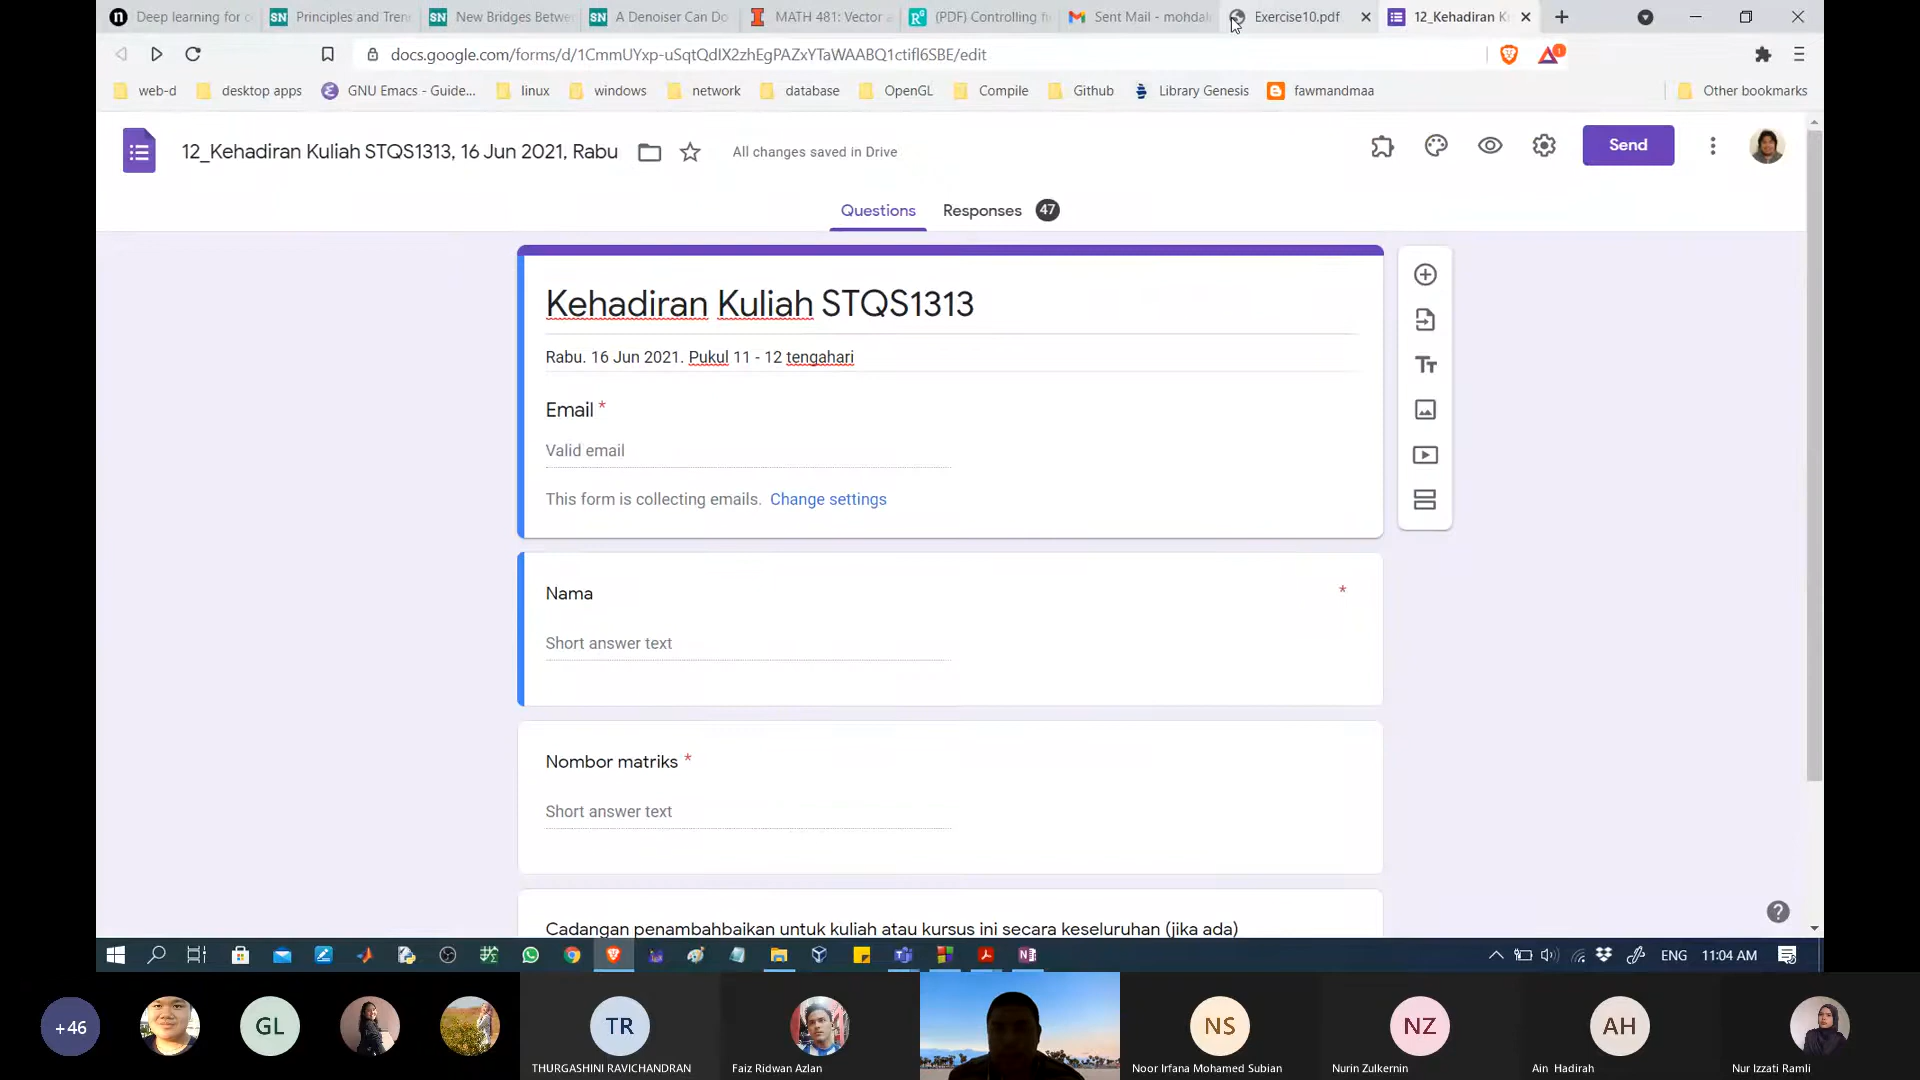 Deep learning for c
Principles and Tren
New Bridges Betwe
A Denoiser Can Do
MATH 481: Vector a
(PDF) Controlling
Sent Mail - mohdal
Exercise10.pdf
12_Kehadiran K
docs.google.com/forms/d/1CmmUYxp-uSqtQdIX2zhEgPAZxYTaWAABQ1ctifl6SBE/edit
web-d
desktop apps
GNU Emacs - Guide...
linux
windows
network
database
OpenGL
Compile
Github
Library Genesis
fawmandmaa
Other bookmarks
12_Kehadiran Kuliah STQS1313, 16 Jun 2021, Rabu
All changes saved in Drive
Send
Questions
Responses 47
Kehadiran Kuliah STQS1313
Rabu. 16 Jun 2021. Pukul 11 - 12 tengahari
Email *
Valid email
This form is collecting emails. Change settings
Nama *
Short answer text
Nombor matriks *
Short answer text
Cadangan penambahbaikan untuk kuliah atau kursus ini secara keseluruhan (jika ada)
ENG 11:04 AM
+46
GL
TR
NS
NZ
AH
THURGASHINI RAVICHANDRAN
Faiz Ridwan Azlan
Noor Irfana Mohamed Subian
Nurin Zulkernin
Ain Hadirah
Nur Izzati Ramli